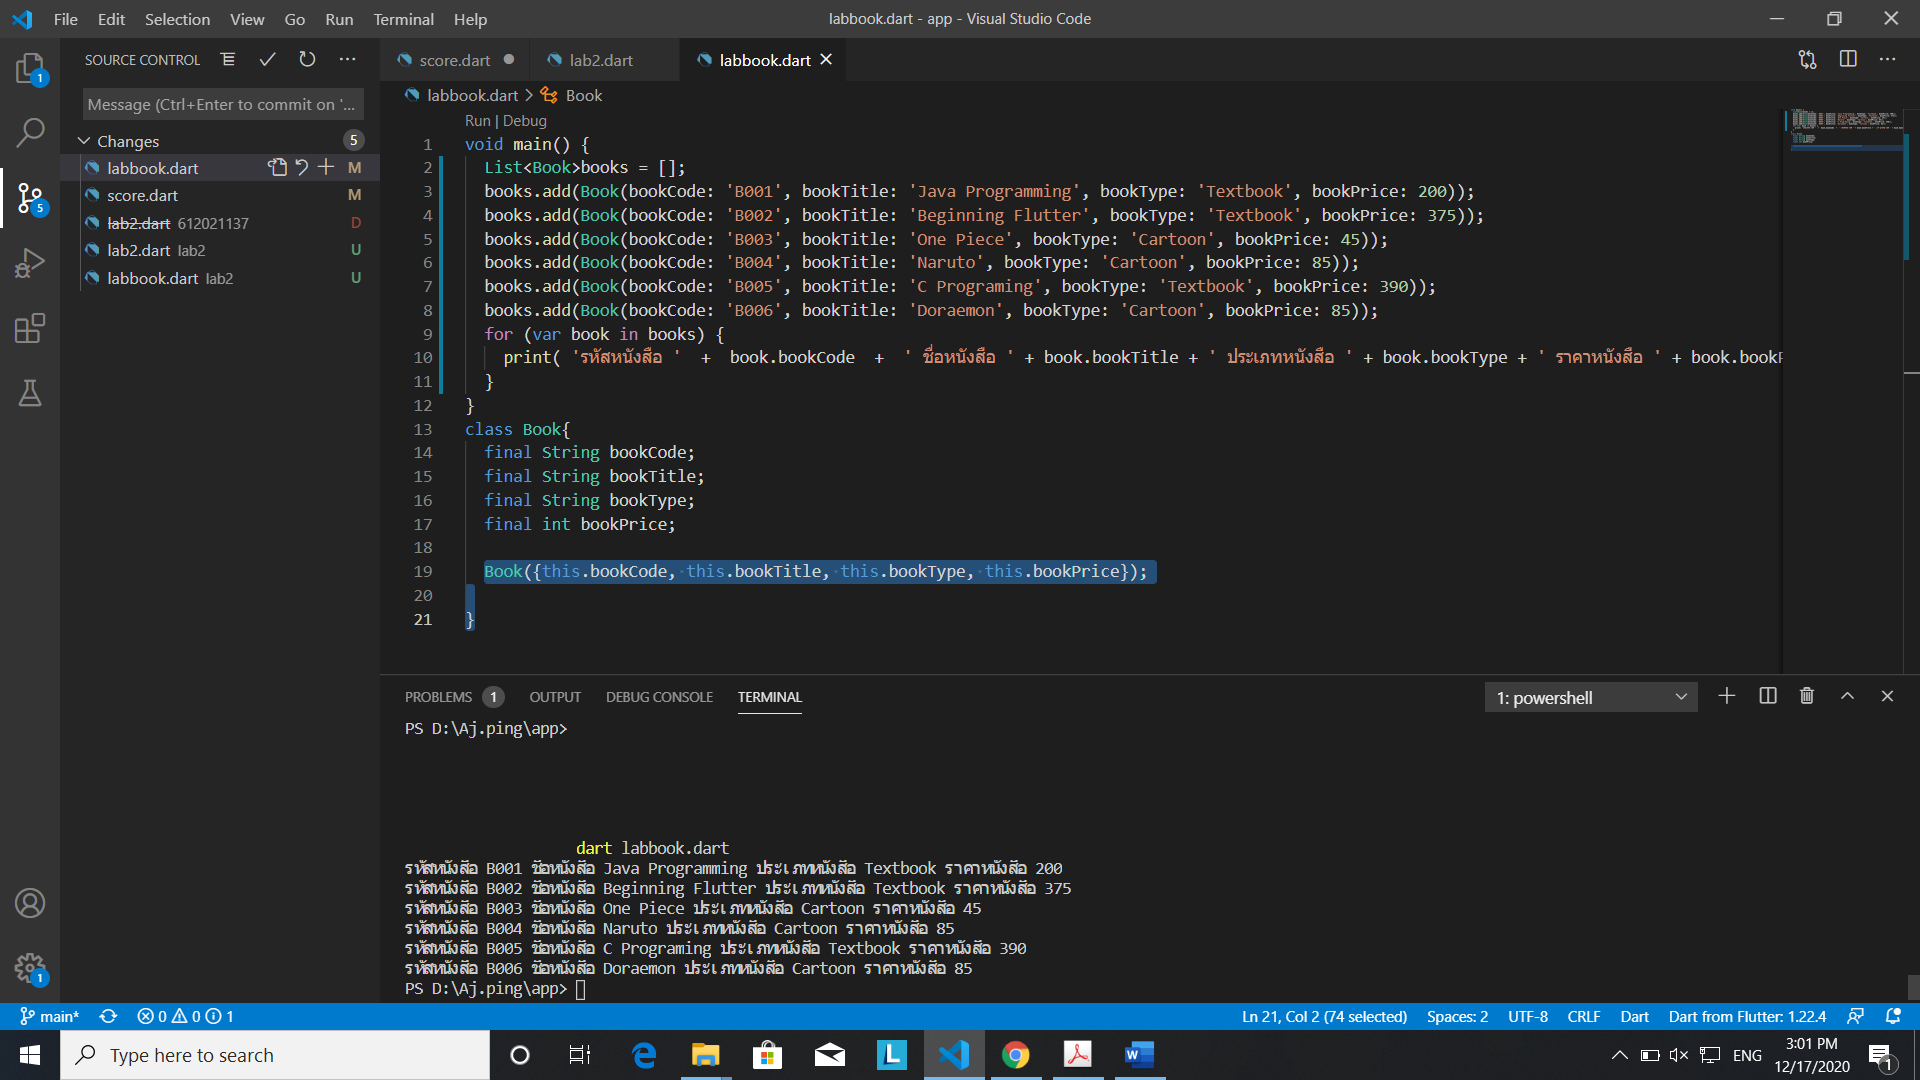 File Edit Selection View Go Run Terminal Help labbook.dart - app - Visual Studio Code
SOURCE CONTROL
score.dart lab2.dart labbook.dart
1
Message (Ctrl+Enter to commit on '...
labbook.dart > Book
Changes 5
labbook.dart M
score.dart M
lab2.dart 612021137 D
lab2.dart lab2 U
labbook.dart lab2 U
5
1
Run | Debug
1 void main() {
2 List<Book>books = [];
3 books.add(Book(bookCode: 'B001', bookTitle: 'Java Programming', bookType: 'Textbook', bookPrice: 200));
4 books.add(Book(bookCode: 'B002', bookTitle: 'Beginning Flutter', bookType: 'Textbook', bookPrice: 375));
5 books.add(Book(bookCode: 'B003', bookTitle: 'One Piece', bookType: 'Cartoon', bookPrice: 45));
6 books.add(Book(bookCode: 'B004', bookTitle: 'Naruto', bookType: 'Cartoon', bookPrice: 85));
7 books.add(Book(bookCode: 'B005', bookTitle: 'C Programing', bookType: 'Textbook', bookPrice: 390));
8 books.add(Book(bookCode: 'B006', bookTitle: 'Doraemon', bookType: 'Cartoon', bookPrice: 85));
9 for (var book in books) {
10 print( 'รหัสหนังสือ ' + book.bookCode + ' ชื่อหนังสือ ' + book.bookTitle + ' ประเภทหนังสือ ' + book.bookType + ' ราคาหนังสือ ' + book.book
11 }
12 }
13 class Book{
14 final String bookCode;
15 final String bookTitle;
16 final String bookType;
17 final int bookPrice;
18
19 Book({this.bookCode, this.bookTitle, this.bookType, this.bookPrice});
20
21 }
PROBLEMS 1 OUTPUT DEBUG CONSOLE TERMINAL 1: powershell
PS D:\Aj.ping\app>
dart labbook.dart
รหัสหนังสือ B001 ชื่อหนังสือ Java Programming ประเภทหนังสือ Textbook ราคาหนังสือ 200
รหัสหนังสือ B002 ชื่อหนังสือ Beginning Flutter ประเภทหนังสือ Textbook ราคาหนังสือ 375
รหัสหนังสือ B003 ชื่อหนังสือ One Piece ประเภทหนังสือ Cartoon ราคาหนังสือ 45
รหัสหนังสือ B004 ชื่อหนังสือ Naruto ประเภทหนังสือ Cartoon ราคาหนังสือ 85
รหัสหนังสือ B005 ชื่อหนังสือ C Programing ประเภทหนังสือ Textbook ราคาหนังสือ 390
รหัสหนังสือ B006 ชื่อหนังสือ Doraemon ประเภทหนังสือ Cartoon ราคาหนังสือ 85
PS D:\Aj.ping\app>
main* 0 0 1 Ln 21, Col 2 (74 selected) Spaces: 2 UTF-8 CRLF Dart Dart from Flutter: 1.22.4
Type here to search
ENG
3:01 PM
12/17/2020
1